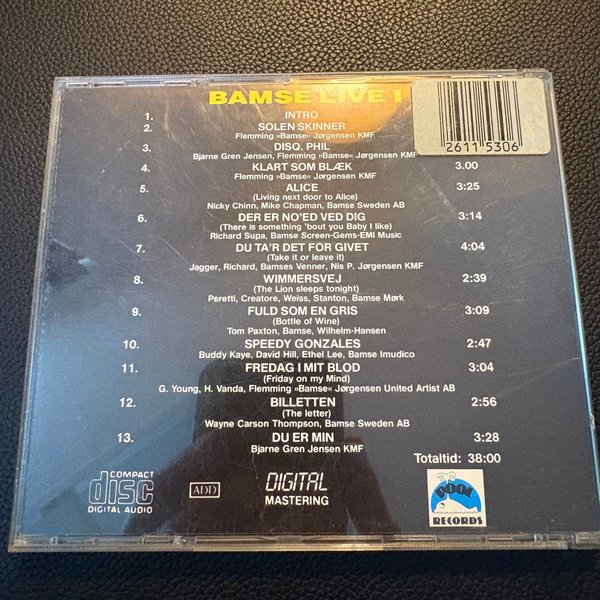 BAMSE LIVE I
2611 5306
1. INTRO
2. SOLEN SKINNER
Flemming »Bamse« Jørgensen KMF
3. DISQ. PHIL
Bjarne Gren Jensen, Flemming »Bamse« Jørgensen KMF
4. KLART SOM BLÆK 3.00
Flemming »Bamse« Jørgensen KMF
5. ALICE 3:25
(Living next door to Alice)
Nicky Chinn, Mike Chapman, Bamse Sweden AB
6. DER ER NO'ED VED DIG 3:14
(There is something 'bout you Baby I like)
Richard Supa, Bamse Screen-Gems-EMI Music
7. DU TA'R DET FOR GIVET 4:04
(Take it or leave it)
Jagger, Richard, Bamses Venner, Nis P. Jørgensen KMF
8. WIMMERSVEJ 2:39
(The Lion sleeps tonight)
Peretti, Creatore, Weiss, Stanton, Bamse Mørk
9. FULD SOM EN GRIS 3:09
(Bottle of Wine)
Tom Paxton, Bamse, Wilhelm-Hansen
10. SPEEDY GONZALES 2:47
Buddy Kaye, David Hill, Ethel Lee, Bamse Imudico
11. FREDAG I MIT BLOD 3:04
(Friday on my Mind)
G. Young, H. Vanda, Flemming »Bamse« Jørgensen United Artist AB
12. BILLETTEN 2:56
(The letter)
Wayne Carson Thompson, Bamse Sweden AB
13. DU ER MIN 3:28
Bjarne Gren Jensen KMF
Totaltid: 38:00
COMPACT
disc
DIGITAL AUDIO
ADD
DIGITAL
MASTERING
POOL
RECORDS